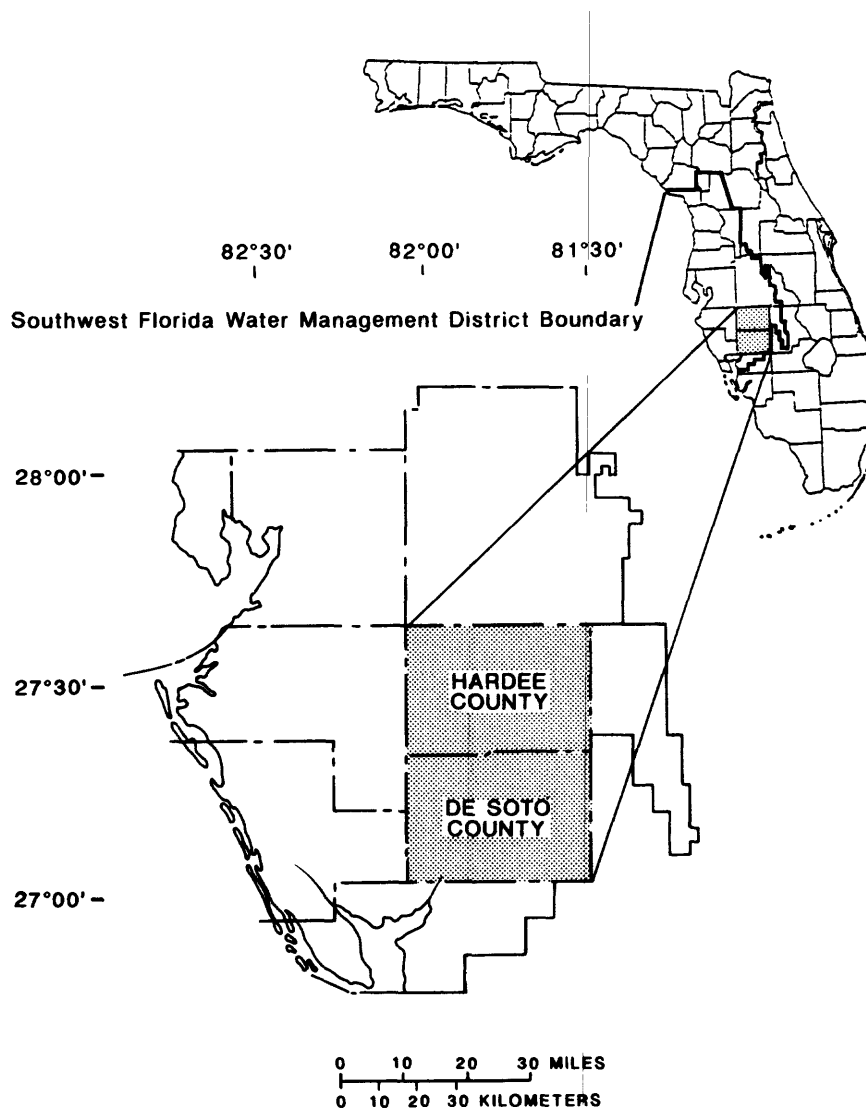 82°30' 82°00' 81°30'
Southwest Florida Water Management District Boundary
28°00'
27°30'
HARDEE
COUNTY
DE SOTO
COUNTY
27°00'
0 10 20 30 MILES
0 10 20 30 KILOMETERS